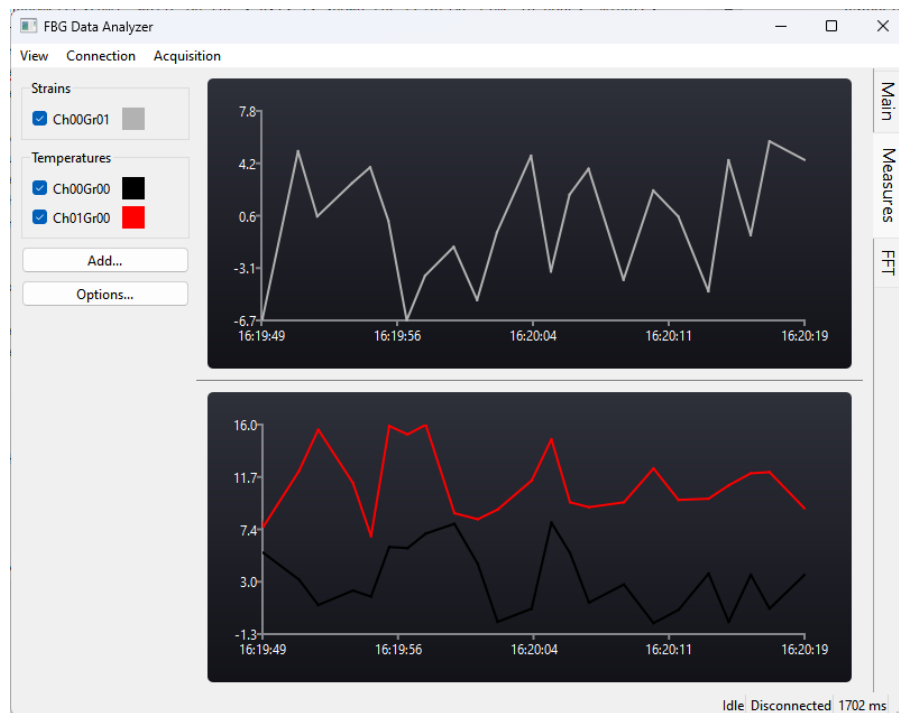 FBG Data Analyzer
View Connection Acquisition
Strains
Ch00Gr01
Temperatures
Ch00Gr00
Ch01Gr00
Add...
Options...
7.8
4.2
0.6
-3.1
-6.7
16:19:49 16:19:56 16:20:04 16:20:11 16:20:19
16.0
11.7
7.4
3.0
-1.3
16:19:49 16:19:56 16:20:04 16:20:11 16:20:19
Main
Measures
FFT
Idle Disconnected 1702 ms